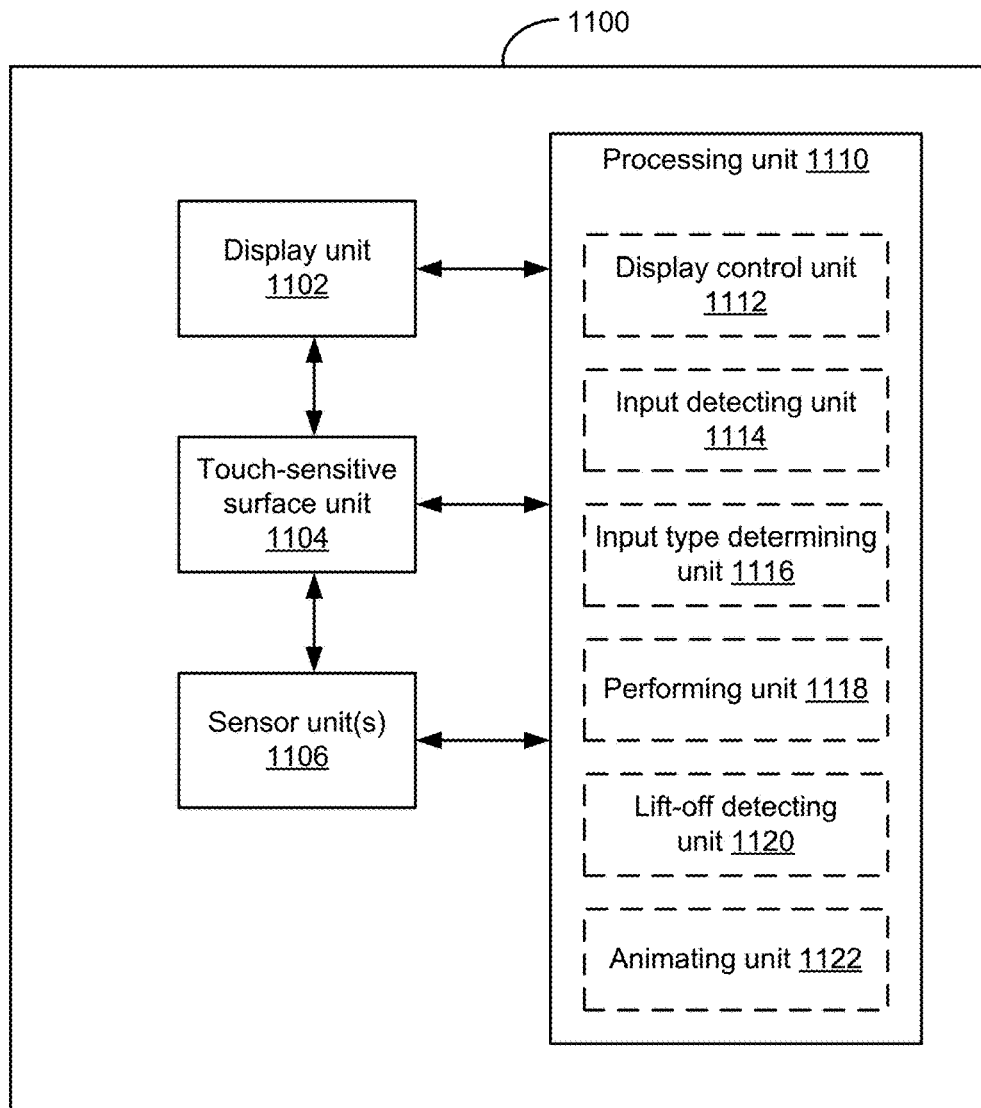 1100
Processing unit 1110
Display unit
1102
Display control unit
1112
Input detecting unit
1114
Touch-sensitive
surface unit
1104
Input type determining
unit 1116
Sensor unit(s)
1106
Performing unit 1118
Lift-off detecting
unit 1120
Animating unit 1122